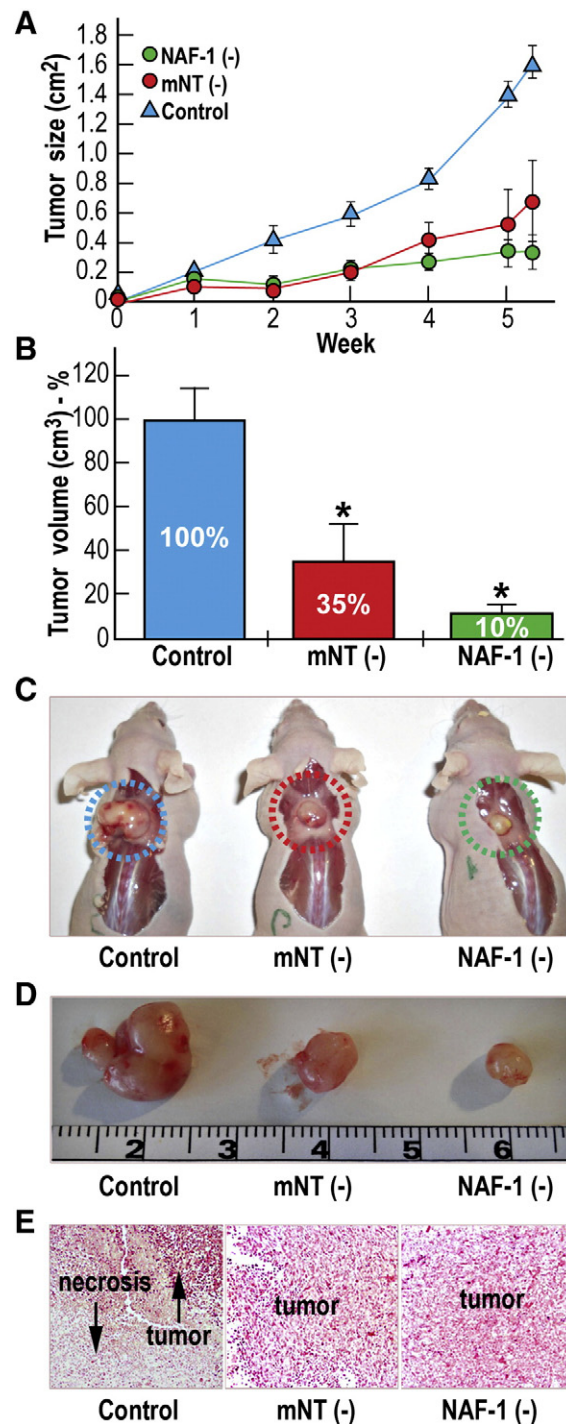 A
Tumor size (cm2)
1.8
1.6
1.4
1.2
1.0
0.8
0.6
0.4
0.2
0
NAF-1 (-)
mNT (-)
Control
0 1 2 3 4 5
Week
B
Tumor volume (cm3) - %
120
100
80
60
40
20
0
100%
35%
10%
*
*
Control mNT (-) NAF-1 (-)
C
Control mNT (-) NAF-1 (-)
D
2 3 4 5 6
Control mNT (-) NAF-1 (-)
E
necrosis
tumor
tumor
tumor
Control mNT (-) NAF-1 (-)